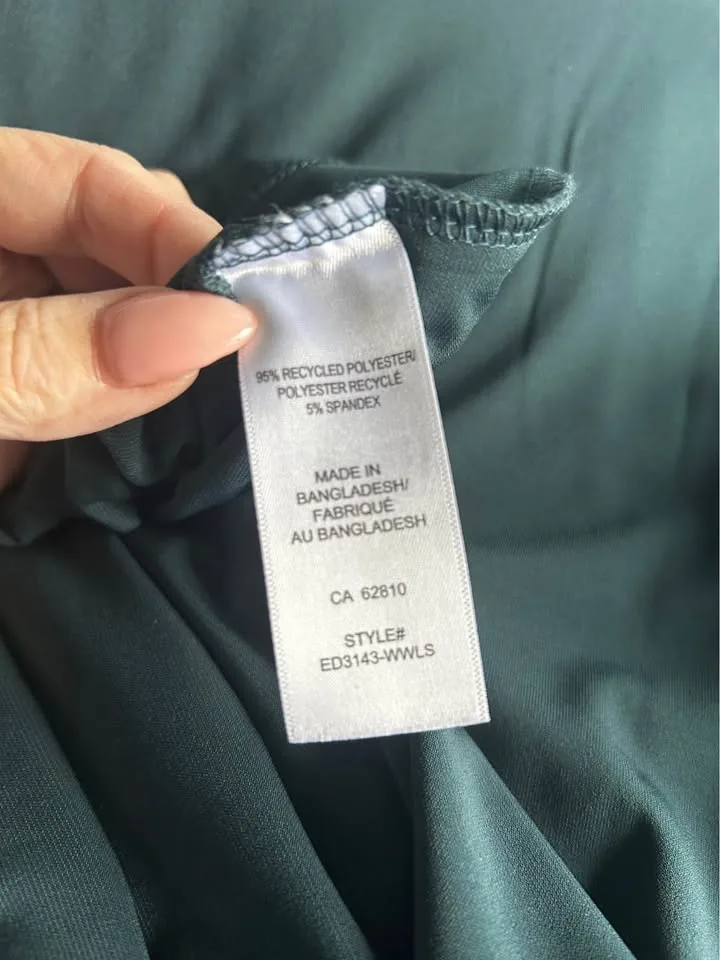 95% RECYCLED POLYESTER/
POLYESTER RECYCLÉ
5% SPANDEX
MADE IN
BANGLADESH/
FABRIQUÉ
AU BANGLADESH
CA 62810
STYLE#
ED3143-WWLS